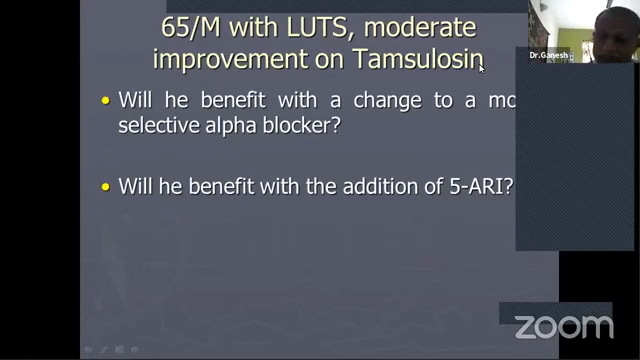 65/M with LUTS, moderate
improvement on Tamsulosin
Will he benefit with a change to a mo
selective alpha blocker?
Will he benefit with the addition of 5-ARI?
Dr.Ganesh
zoom